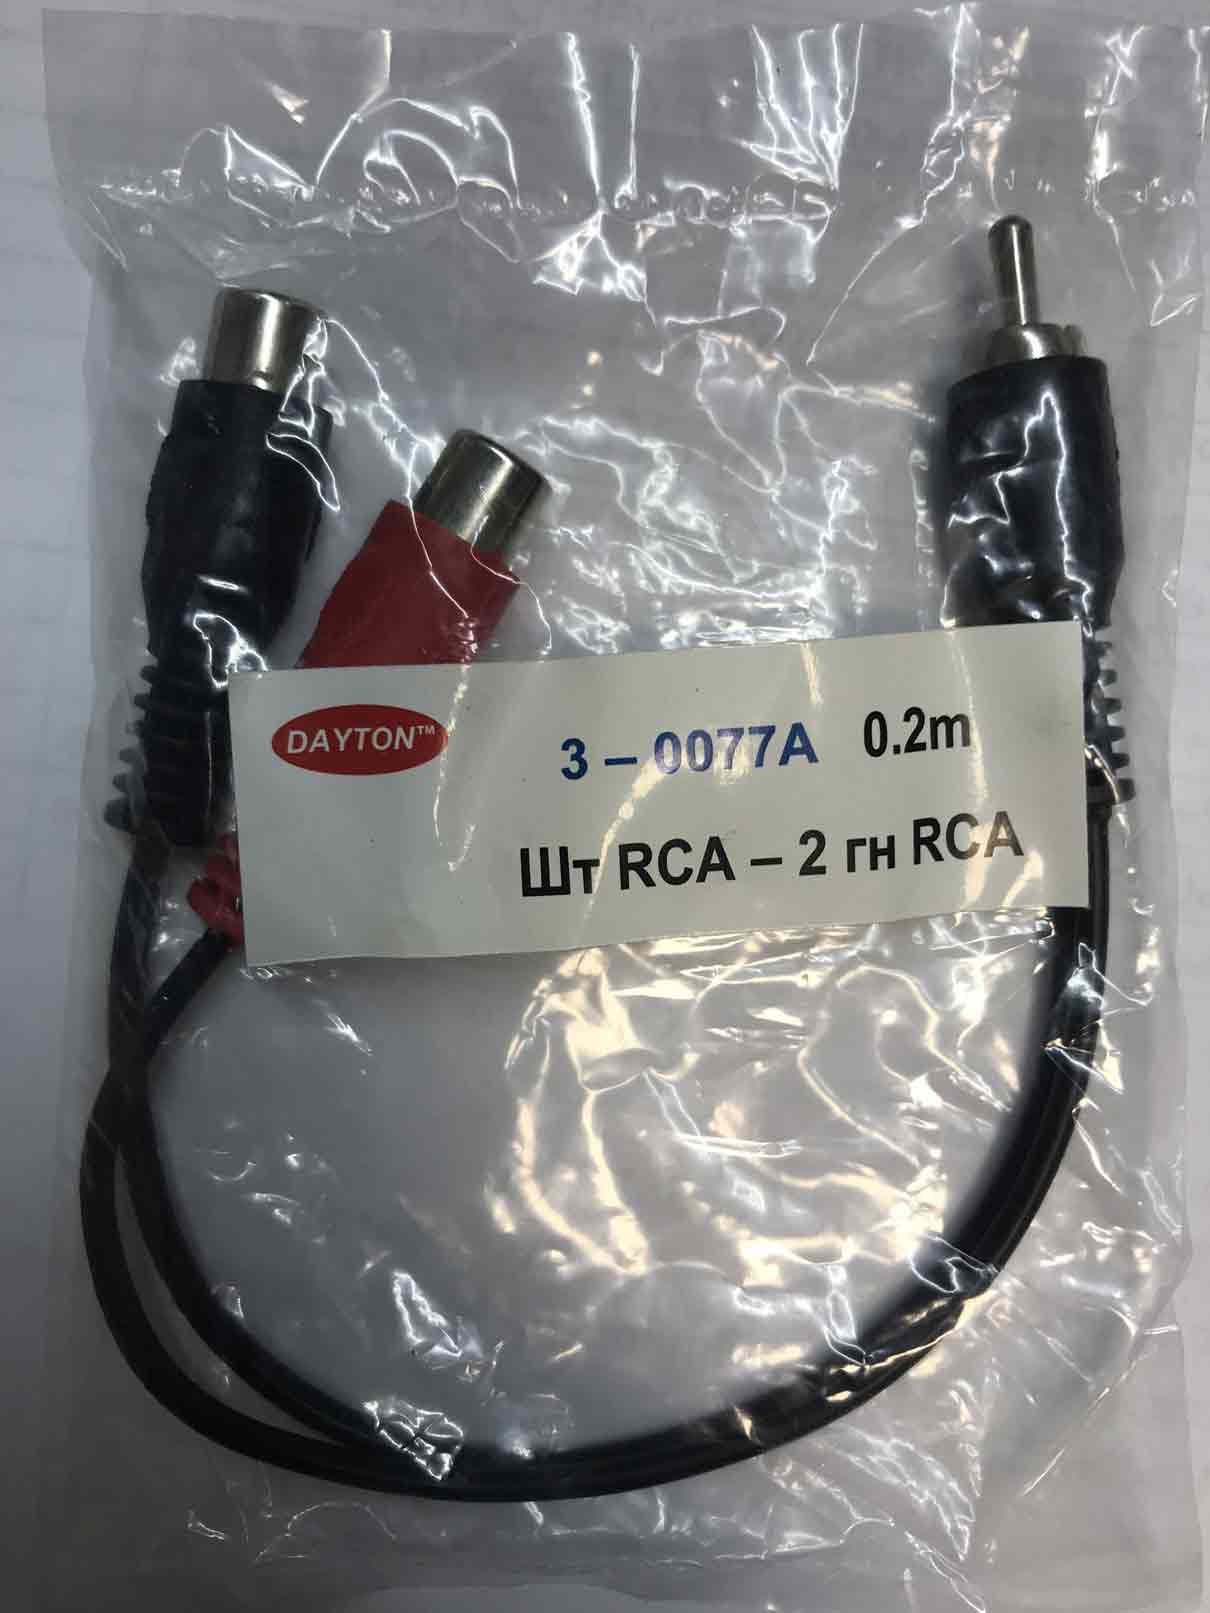 DAYTON™ 3 – 0077A 0.2m
Шт RCA – 2 гн RCA